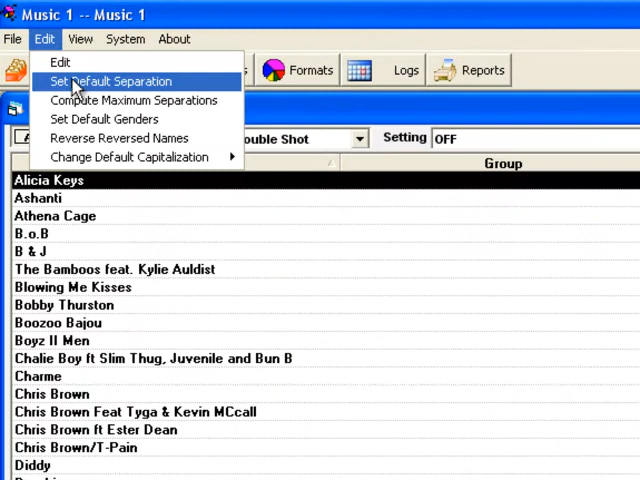 Music 1 -- Music 1
File Edit View System About
Edit
Set Default Separation
Compute Maximum Separations
Set Default Genders
Reverse Reversed Names
Change Default Capitalization
Formats Logs Reports
ouble Shot Setting OFF
Group
Alicia Keys
Ashanti
Athena Cage
B.o.B
B & J
The Bamboos feat. Kylie Auldist
Blowing Me Kisses
Bobby Thurston
Boozoo Bajou
Boyz II Men
Chalie Boy ft Slim Thug, Juvenile and Bun B
Charme
Chris Brown
Chris Brown Feat Tyga & Kevin MCcall
Chris Brown ft Ester Dean
Chris Brown/T-Pain
Diddy